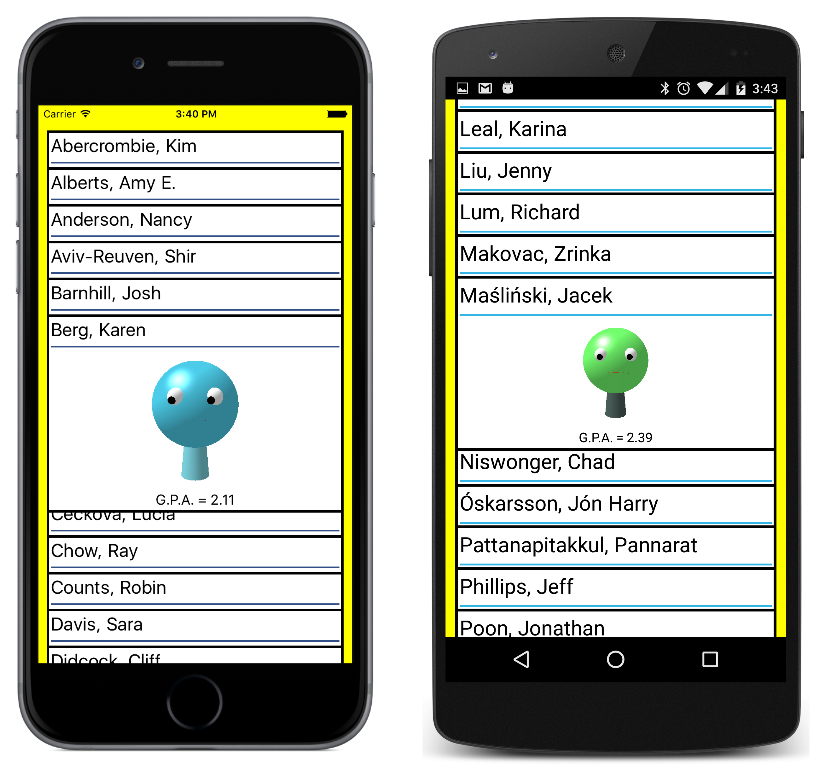 Carrier 3:40 PM
Abercrombie, Kim
Alberts, Amy E.
Anderson, Nancy
Aviv-Reuven, Shir
Barnhill, Josh
Berg, Karen
G.P.A. = 2.11
Cečková, Lucia
Chow, Ray
Counts, Robin
Davis, Sara
Didcock, Cliff
3:43
Leal, Karina
Liu, Jenny
Lum, Richard
Makovac, Zrinka
Maśliński, Jacek
G.P.A. = 2.39
Niswonger, Chad
Óskarsson, Jón Harry
Pattanapitakkul, Pannarat
Phillips, Jeff
Poon, Jonathan